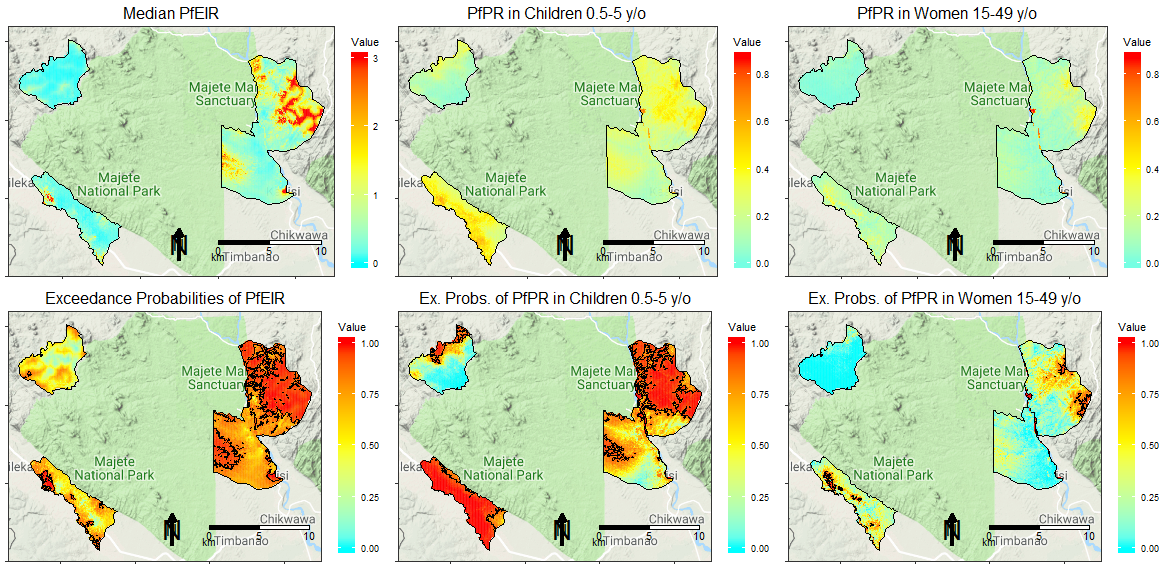 Median PfEIR
Value
3
2
1
0
Majete Ma
Sanctuary
Majete
National Park
ileka
isi
Chikwawa
0 5 10
km
Timbanao
N
PfPR in Children 0.5-5 y/o
Value
0.8
0.6
0.4
0.2
0.0
Majete Ma
Sanctuary
Majete
National Park
Chikwawa
0 5 10
km
Timbanao
N
PfPR in Women 15-49 y/o
Value
0.8
0.6
0.4
0.2
0.0
Majete Ma
Sanctuary
Majete
National Park
ileka
isi
Chikwawa
0 5 10
km
Timbanao
N
Exceedance Probabilities of PfEIR
Value
1.00
0.75
0.50
0.25
0.00
Majete Ma
Sanctuary
Majete
National Park
ileka
isi
Chikwawa
0 5 10
km
Timbanao
N
Ex. Probs. of PfPR in Children 0.5-5 y/o
Value
1.00
0.75
0.50
0.25
0.00
Majete Ma
Sanctuary
Majete
National Park
isi
Chikwawa
0 5 10
km
Timbanao
N
Ex. Probs. of PfPR in Women 15-49 y/o
Value
1.00
0.75
0.50
0.25
0.00
Majete Ma
Sanctuary
Majete
National Park
ileka
si
Chikwawa
0 5 10
km
Timbanao
N